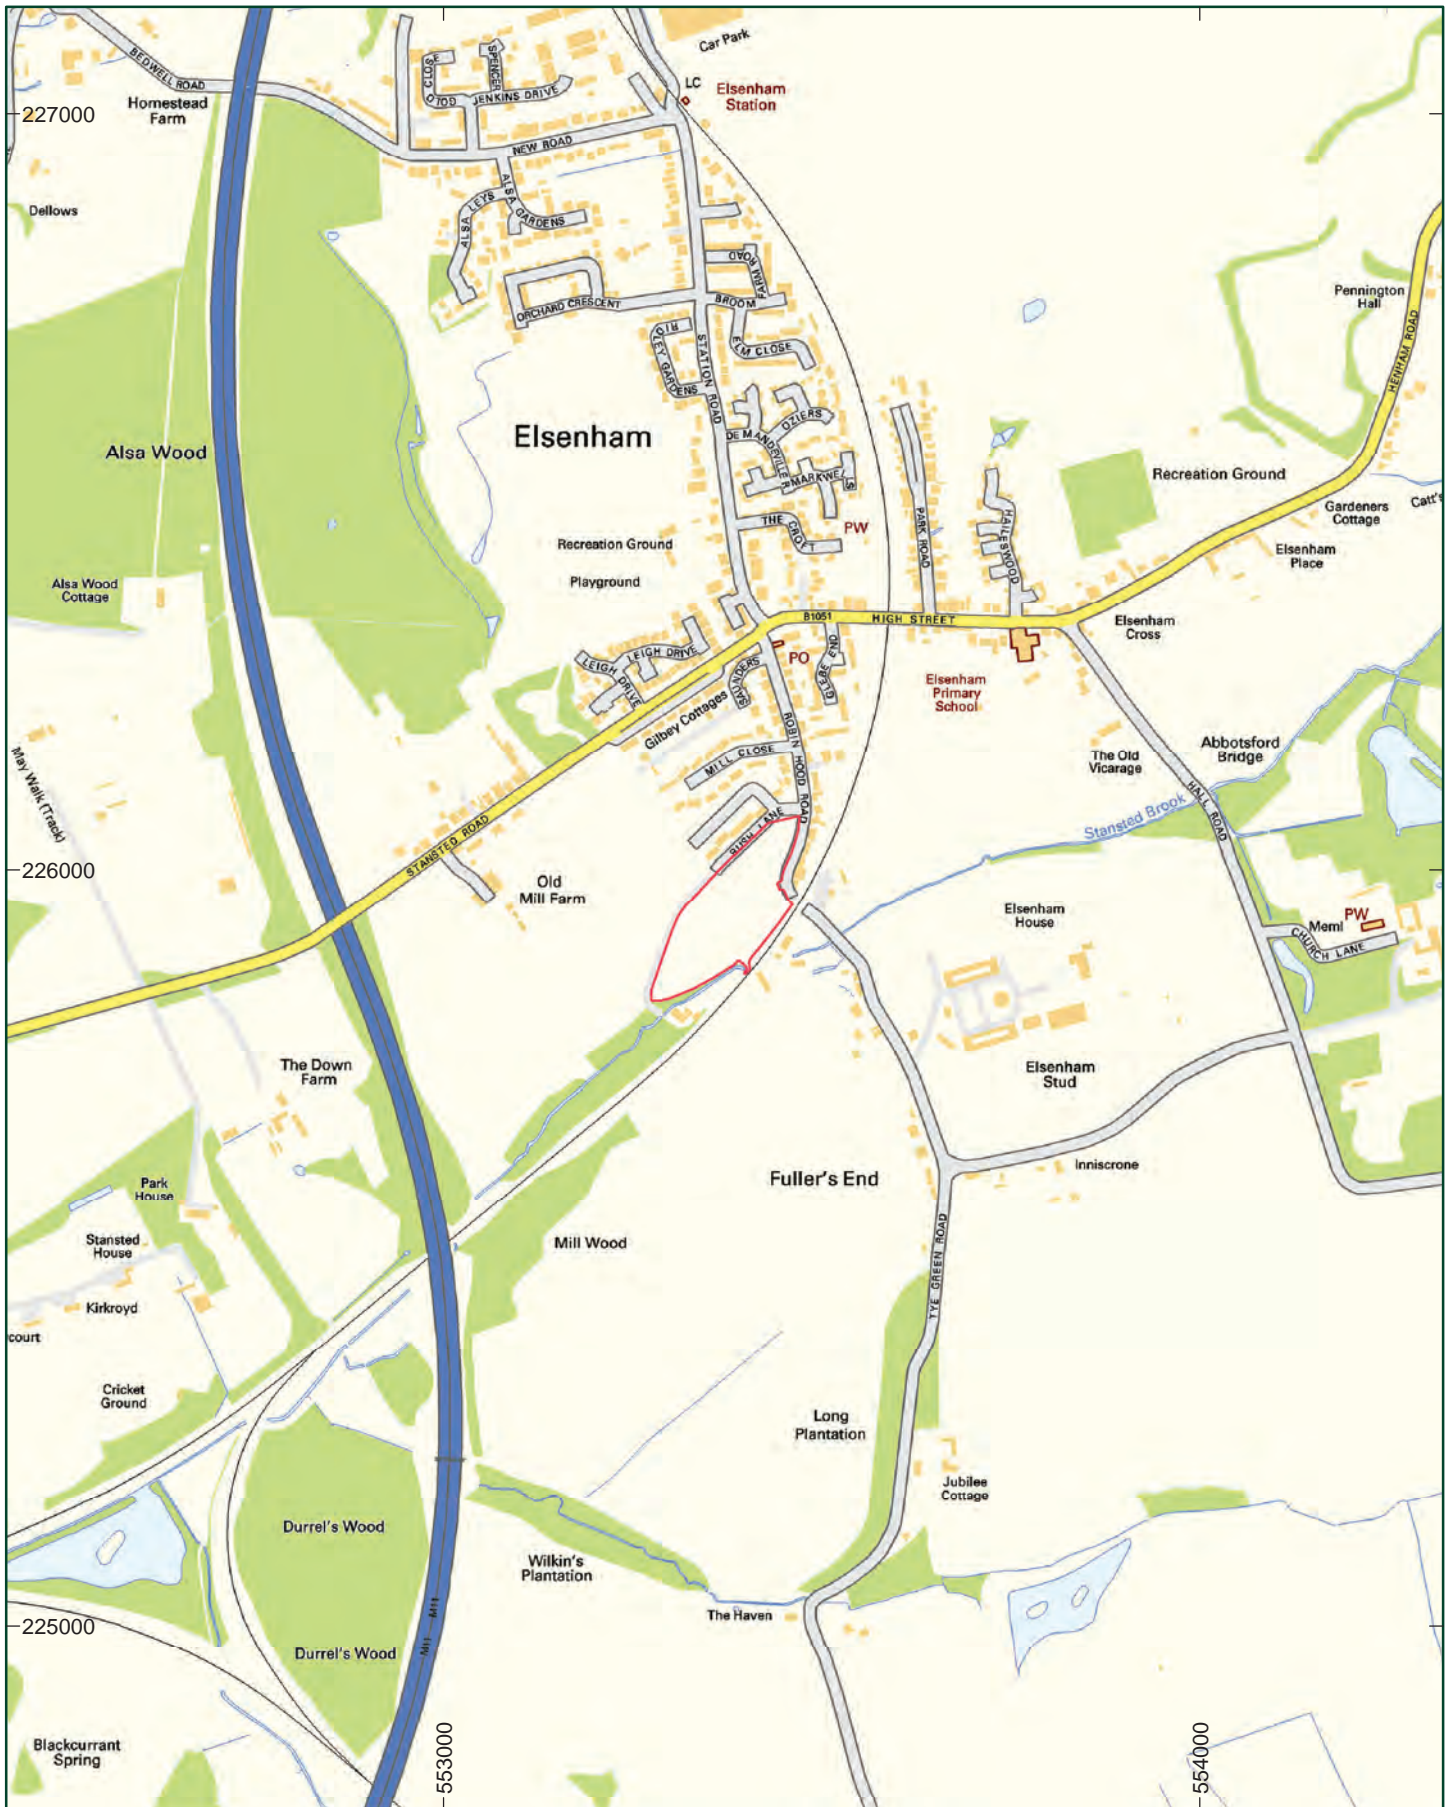 Car Park
BEDWELL ROAD
SPENCER
CLOSE
LC
Elsenham
Station
GOLD
JENKINS DRIVE
Homestead
Farm
227000
NEW ROAD
Dellows
ALSA LEYS
ALSA GARDENS
FARM ROAD
Pennington
Hall
ORCHARD CRESCENT
BROOM
HENHAM ROAD
RIDLEY GARDENS
STATION ROAD
ELM CLOSE
OZIERS
Elsenham
DE MANDEVILLE R
Alsa Wood
MARKWELLS
Recreation Ground
Catt's
Gardeners
Cottage
THE CROFT
PW
PARK ROAD
HAILESWOOD
Recreation Ground
Elsenham
Place
Playground
Alsa Wood
Cottage
B1051
HIGH STREET
Elsenham
Cross
LEIGH DRIVE
LEIGH DRIVE
SAUNDERS
PO
GLEBE END
Elsenham
Primary
School
Gilbey Cottages
ROBIN HOOD ROAD
MILL CLOSE
The Old
Vicarage
Abbotsford
Bridge
May Walk (Track)
RUSH LANE
Stansted Brook
HALL ROAD
STANSTED ROAD
226000
Old
Mill Farm
Elsenham
House
Meml
PW
CHURCH LANE
The Down
Farm
Elsenham
Stud
Inniscrone
Fuller's End
Park
House
Stansted
House
Mill Wood
TYE GREEN ROAD
Kirkroyd
court
Cricket
Ground
Long
Plantation
Jubilee
Cottage
Durrel's Wood
Wilkin's
Plantation
The Haven
M11
M11
225000
Durrel's Wood
Blackcurrant
Spring
553000
554000